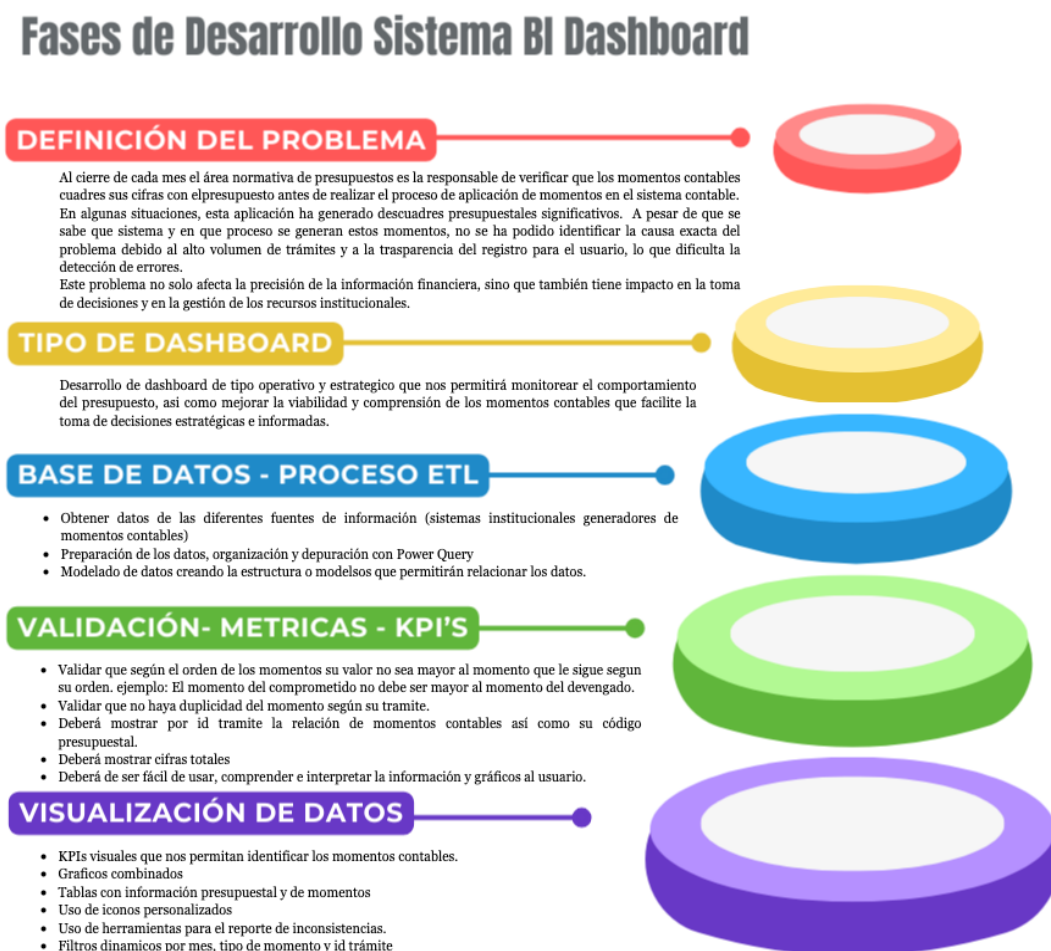 Fases de Desarrollo Sistema BI Dashboard
DEFINICIÓN DEL PROBLEMA
Al cierre de cada mes el área normativa de presupuestos es la responsable de verificar que los momentos contables
cuadres sus cifras con elpresupuesto antes de realizar el proceso de aplicación de momentos en el sistema contable.
En algunas situaciones, esta aplicación ha generado descuadres presupuestales significativos. A pesar de que se
sabe que sistema y en que proceso se generan estos momentos, no se ha podido identificar la causa exacta del
problema debido al alto volumen de trámites y a la trasparencia del registro para el usuario, lo que dificulta la
detección de errores.
Este problema no solo afecta la precisión de la información financiera, sino que también tiene impacto en la toma
de decisiones y en la gestión de los recursos institucionales.
TIPO DE DASHBOARD
Desarrollo de dashboard de tipo operativo y estrategico que nos permitirá monitorear el comportamiento
del presupuesto, asi como mejorar la viabilidad y comprensión de los momentos contables que facilite la
toma de decisiones estratégicas e informadas.
BASE DE DATOS - PROCESO ETL
• Obtener datos de las diferentes fuentes de información (sistemas institucionales generadores de
momentos contables)
• Preparación de los datos, organización y depuración con Power Query
• Modelado de datos creando la estructura o modelsos que permitirán relacionar los datos.
VALIDACIÓN- METRICAS - KPI'S
• Validar que según el orden de los momentos su valor no sea mayor al momento que le sigue segun
su orden. ejemplo: El momento del comprometido no debe ser mayor al momento del devengado.
• Validar que no haya duplicidad del momento según su tramite.
• Deberá mostrar por id tramite la relación de momentos contables así como su código
presupuestal.
• Deberá mostrar cifras totales
• Deberá de ser fácil de usar, comprender e interpretar la información y gráficos al usuario.
VISUALIZACIÓN DE DATOS
• KPIs visuales que nos permitan identificar los momentos contables.
• Graficos combinados
• Tablas con información presupuestal y de momentos
• Uso de iconos personalizados
• Uso de herramientas para el reporte de inconsistencias.
• Filtros dinamicos por mes, tipo de momento y id trámite